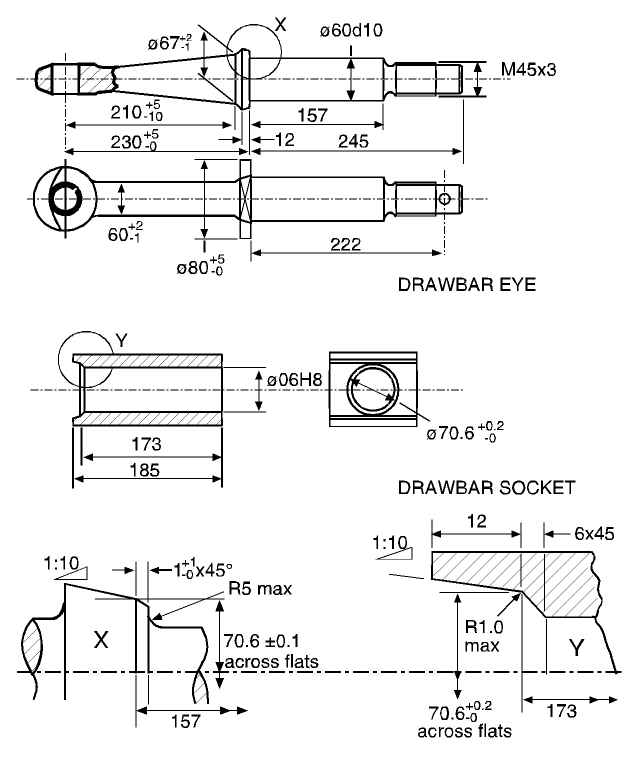 X
ø67+2-1
ø60d10
M45x3
210+5-10
157
230+5-0
12
245
60+2-1
222
ø80+5-0
DRAWBAR EYE
Y
ø06H8
ø70.6+0.2-0
173
185
DRAWBAR SOCKET
12
6x45
1:10
1:10
1+1-0x45°
R5 max
X
70.6 ±0.1
across flats
157
R1.0
max
Y
70.6+0.2-0
across flats
173